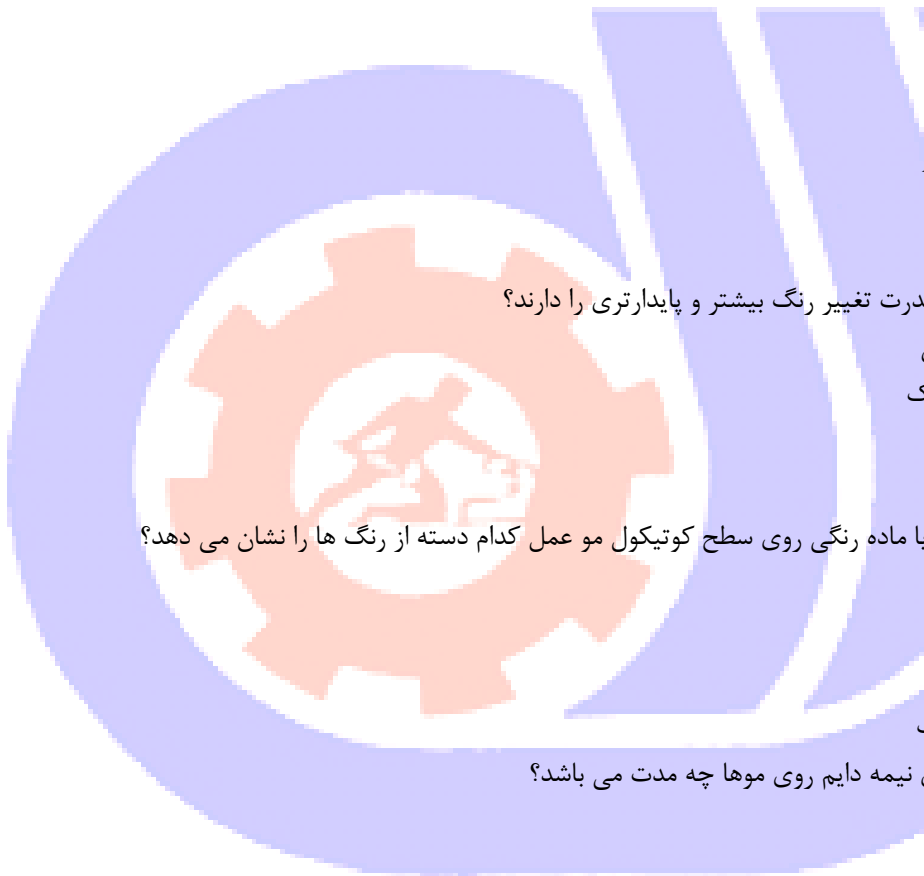 درت تغییر رنگ بیشتر و پایدارتری را دارند؟
ک
ا ماده رنگی روی سطح کوتیکول مو عمل کدام دسته از رنگ ها را نشان می دهد؟
نیمه دایم روی موها چه مدت می باشد؟